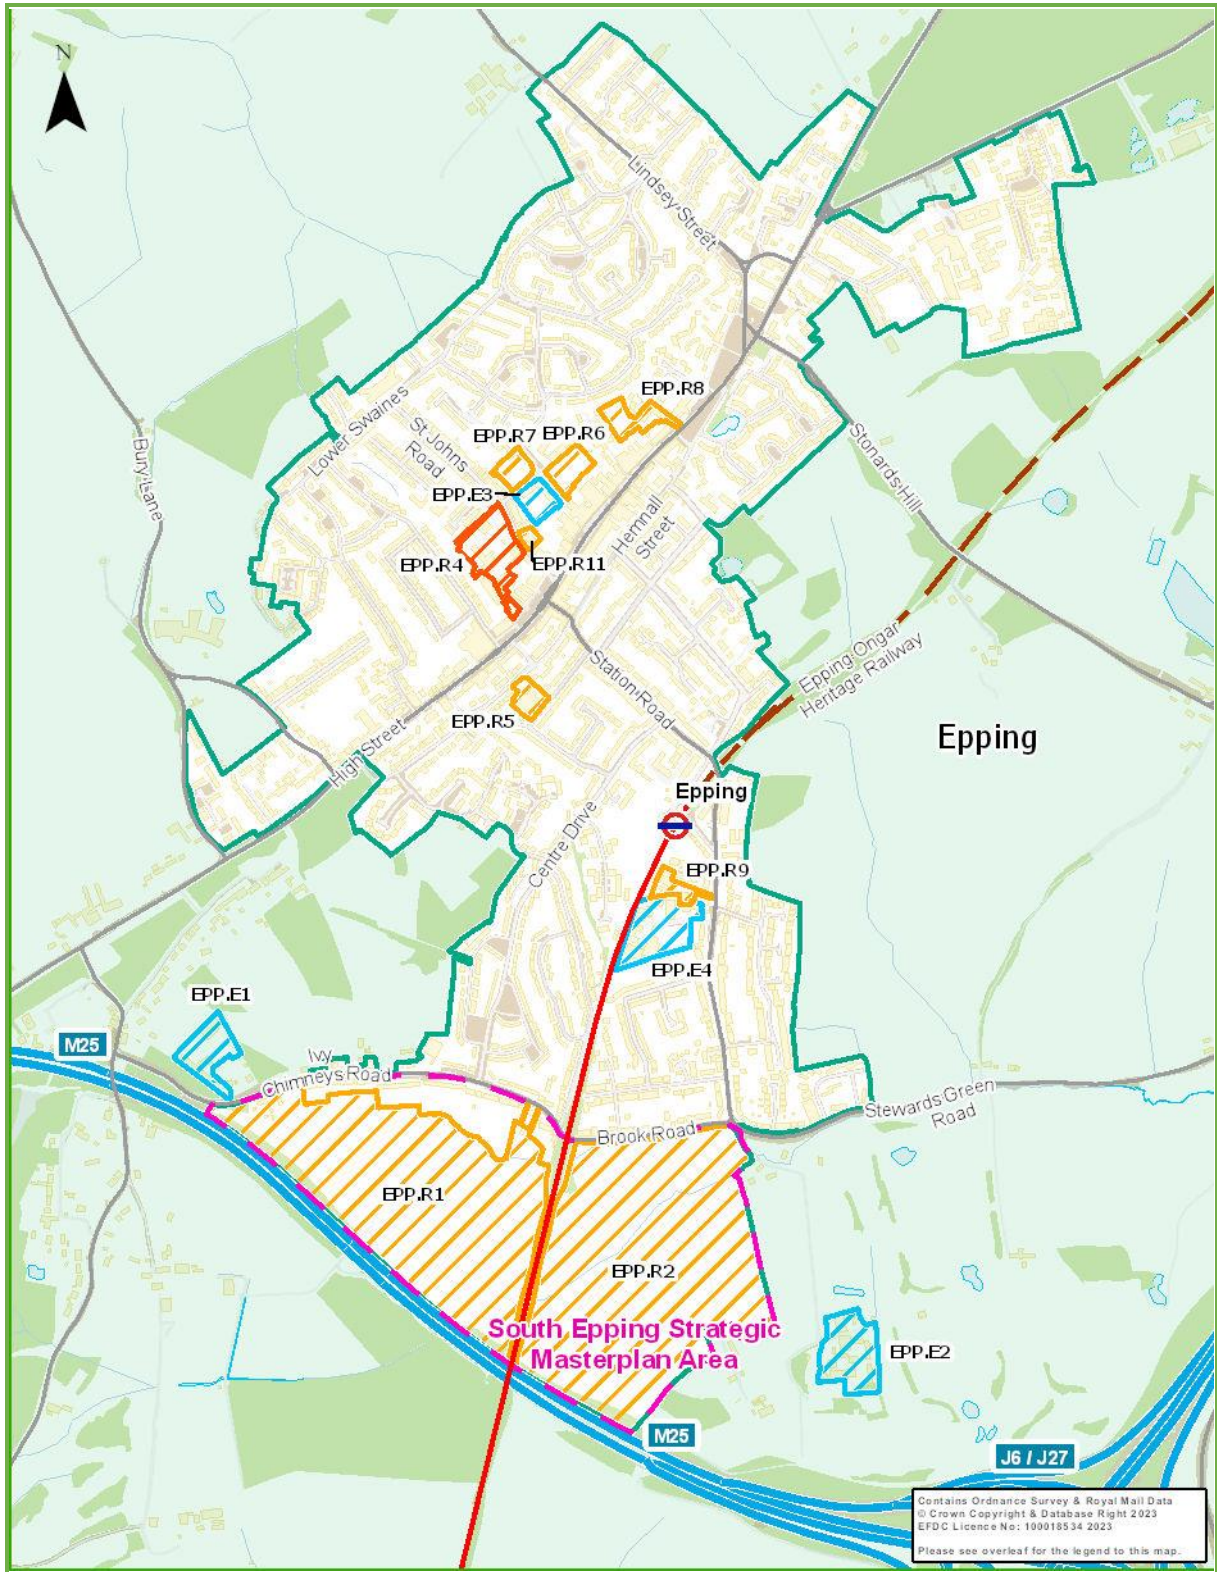 N
Lindsey Street
EPP.R8
Lower Swaines
St Johns
Road
EPP.R7
EPP.R6
Bury Lane
EPP.E3
Stonards Hill
Hemnall
Street
EPP.R4
EPP.R11
Station Road
Epping Ongar
Heritage Railway
EPP.R5
High Street
Epping
Epping
Centre Drive
EPP.R9
EPP.E4
EPP.E1
M25
Ivy
Chimneys Road
Stewards Green
Road
Brook Road
EPP.R1
EPP.R2
South Epping Strategic
Masterplan Area
EPP.E2
M25
J6 / J27
Contains Ordnance Survey & Royal Mail Data
© Crown Copyright & Database Right 2023
EFDC Licence No: 100018534 2023
Please see overleaf for the legend to this map.